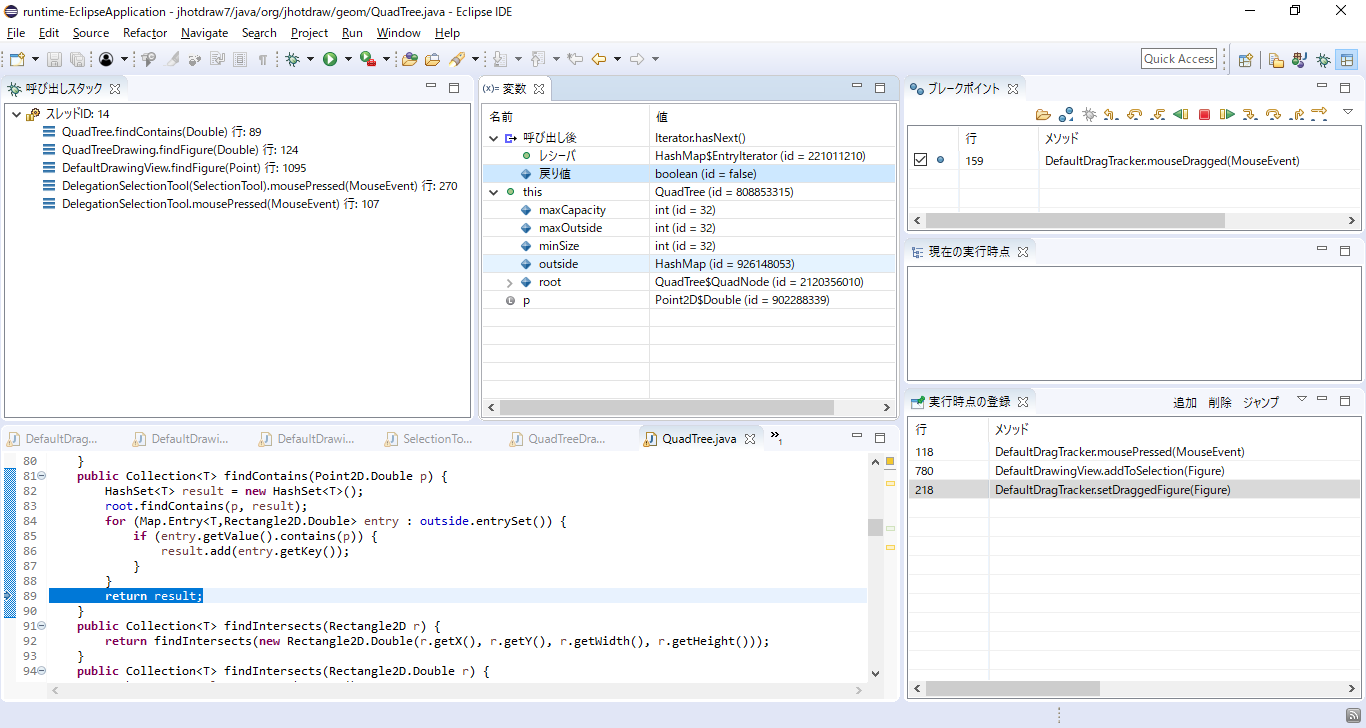 runtime-EclipseApplication - jhotdraw7/java/org/jhotdraw/geom/QuadTree.java - Eclipse IDE
File Edit Source Refactor Navigate Search Project Run Window Help
Quick Access
呼び出しスタック
スレッドID: 14
QuadTree.findContains(Double) 行: 89
QuadTreeDrawing.findFigure(Double) 行: 124
DefaultDrawingView.findFigure(Point) 行: 1095
DelegationSelectionTool(SelectionTool).mousePressed(MouseEvent) 行: 270
DelegationSelectionTool.mousePressed(MouseEvent) 行: 107
(x)= 変数
名前 値
呼び出し後 Iterator.hasNext()
レシーバ HashMap$EntryIterator (id = 221011210)
戻り値 boolean (id = false)
this QuadTree (id = 808853315)
maxCapacity int (id = 32)
maxOutside int (id = 32)
minSize int (id = 32)
outside HashMap (id = 926148053)
root QuadTree$QuadNode (id = 2120356010)
p Point2D$Double (id = 902288339)
ブレークポイント
行 メソッド
159 DefaultDragTracker.mouseDragged(MouseEvent)
現在の実行時点
実行時点の登録 追加 削除 ジャンプ
行 メソッド
118 DefaultDragTracker.mousePressed(MouseEvent)
780 DefaultDrawingView.addToSelection(Figure)
218 DefaultDragTracker.setDraggedFigure(Figure)
DefaultDrag... DefaultDrawi... DefaultDrawi... SelectionTo... QuadTreeDra... QuadTree.java »1
80 }
81 public Collection<T> findContains(Point2D.Double p) {
82 HashSet<T> result = new HashSet<T>();
83 root.findContains(p, result);
84 for (Map.Entry<T,Rectangle2D.Double> entry : outside.entrySet()) {
85 if (entry.getValue().contains(p)) {
86 result.add(entry.getKey());
87 }
88 }
89 return result;
90 }
91 public Collection<T> findIntersects(Rectangle2D r) {
92 return findIntersects(new Rectangle2D.Double(r.getX(), r.getY(), r.getWidth(), r.getHeight()));
93 }
94 public Collection<T> findIntersects(Rectangle2D.Double r) {